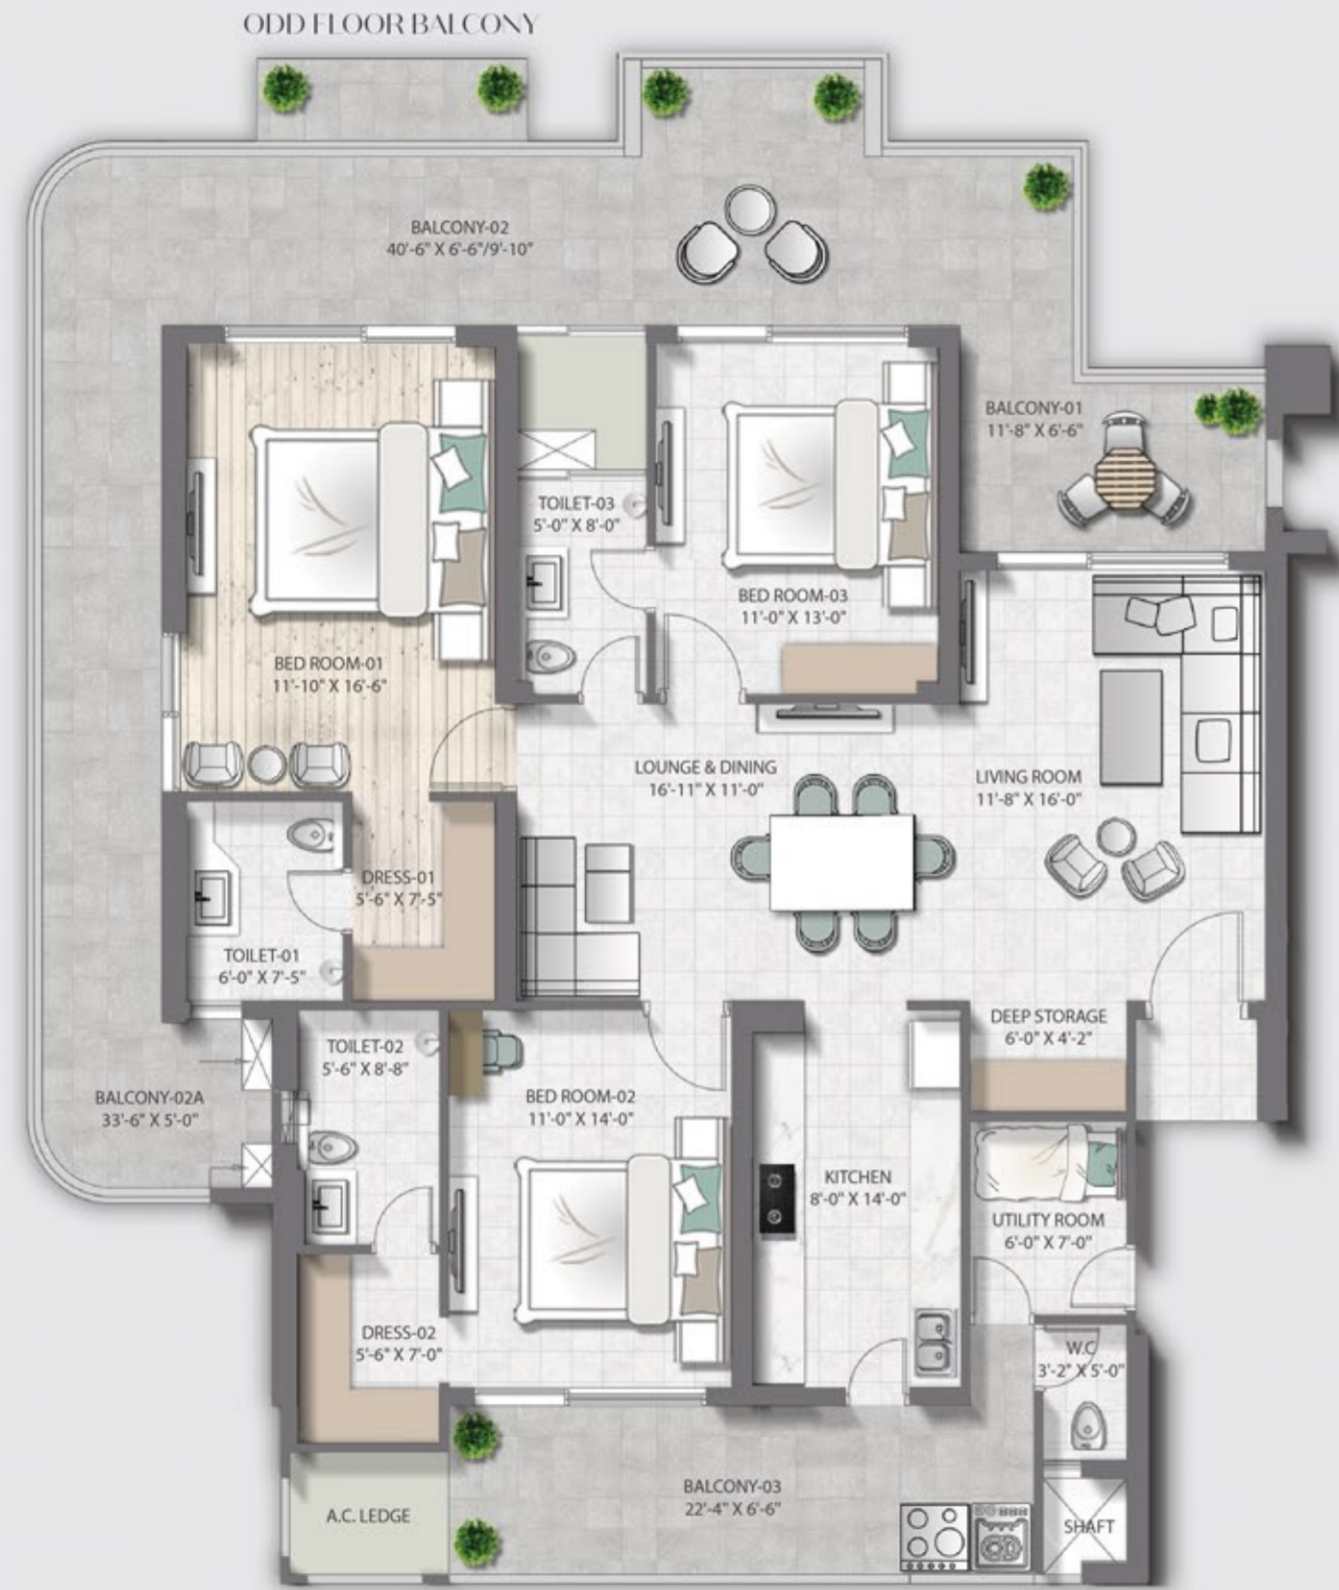 ODD FLOOR BALCONY
BALCONY-02
40'-6" X 6'-6"/9'-10"
BALCONY-01
11'-8" X 6'-6"
TOILET-03
5'-0" X 8'-0"
BED ROOM-03
11'-0" X 13'-0"
BED ROOM-01
11'-10" X 16'-6"
LOUNGE & DINING
16'-11" X 11'-0"
LIVING ROOM
11'-8" X 16'-0"
DRESS-01
5'-6" X 7'-5"
TOILET-01
6'-0" X 7'-5"
DEEP STORAGE
6'-0" X 4'-2"
TOILET-02
5'-6" X 8'-8"
BALCONY-02A
33'-6" X 5'-0"
BED ROOM-02
11'-0" X 14'-0"
KITCHEN
8'-0" X 14'-0"
UTILITY ROOM
6'-0" X 7'-0"
DRESS-02
5'-6" X 7'-0"
W.C
3'-2" X 5'-0"
BALCONY-03
22'-4" X 6'-6"
A.C. LEDGE
SHAFT